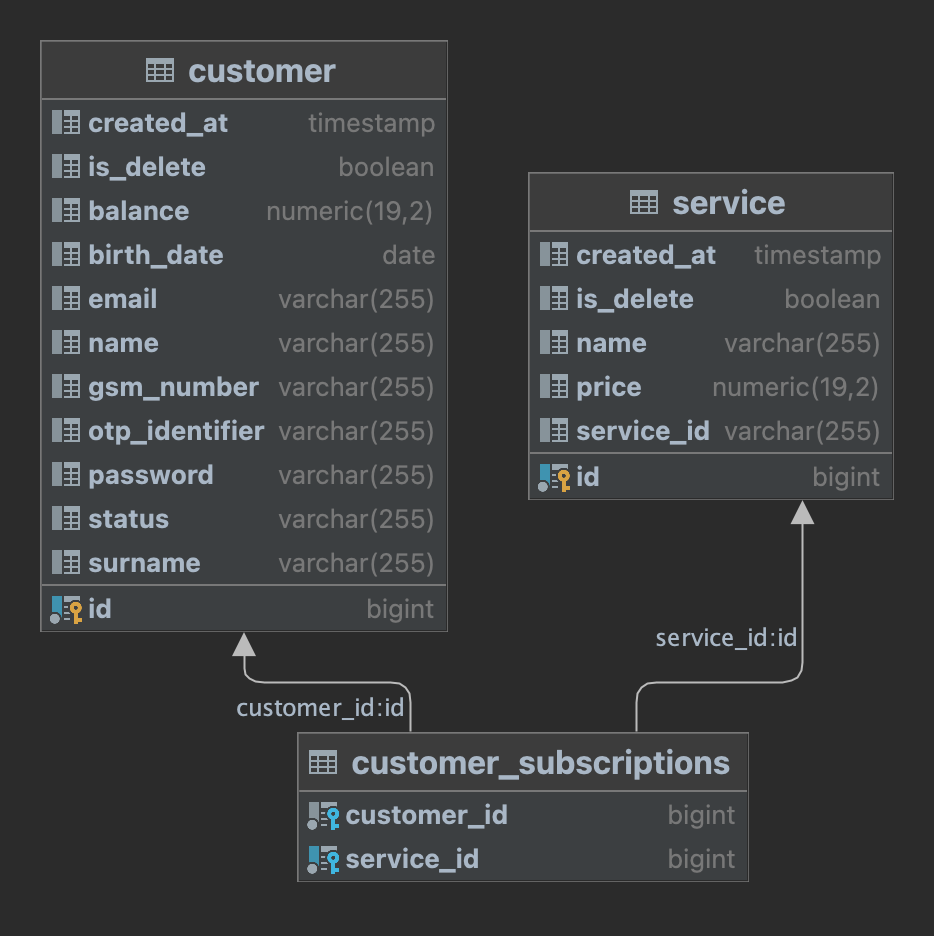 customer
created_at timestamp
is_delete boolean
balance numeric(19,2)
birth_date date
email varchar(255)
name varchar(255)
gsm_number varchar(255)
otp_identifier varchar(255)
password varchar(255)
status varchar(255)
surname varchar(255)
id bigint
service
created_at timestamp
is_delete boolean
name varchar(255)
price numeric(19,2)
service_id varchar(255)
id bigint
service_id:id
customer_id:id
customer_subscriptions
customer_id bigint
service_id bigint